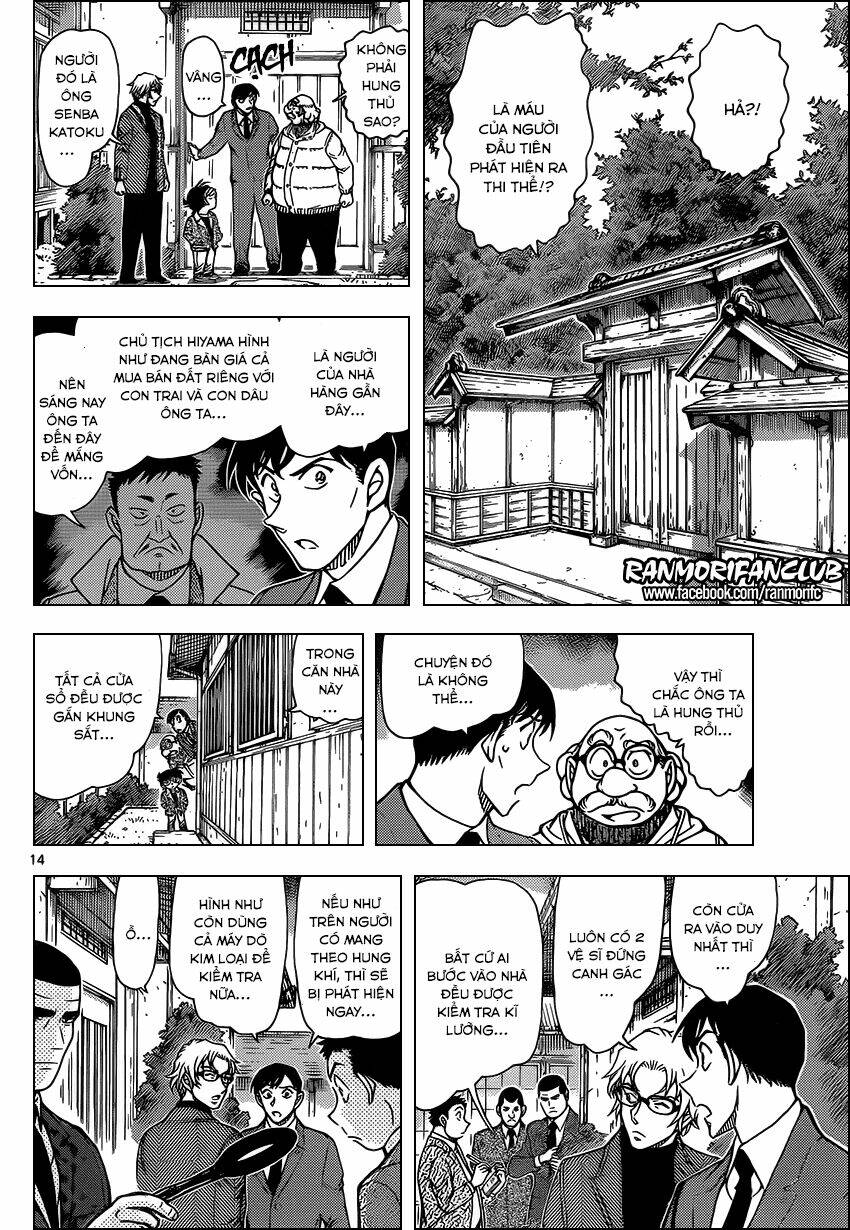 HẢ?!
LÀ MÁU
CỦA NGƯỜI
ĐẦU TIÊN
PHÁT HIỆN RA
THI THỂ!?
RANMORIFANCLUB
www.facebook.com/ranmorifc
KHÔNG
PHẢI
HUNG
THỦ
SAO?
CẠCH
VÂNG
...
NGƯỜI
ĐÓ LÀ
ÔNG
SENBA
KATOKU
...
LÀ NGƯỜI
CỦA NHÀ
HÀNG GẦN
ĐÂY...
CHỦ TỊCH HIYAMA HÌNH
NHƯ ĐANG BÀN GIÁ CẢ
MUA BÁN ĐẤT RIÊNG VỚI
CON TRAI VÀ CON DÂU
ÔNG TA...
NÊN
SÁNG NAY
ÔNG TA
ĐẾN ĐÂY
ĐỂ MẮNG
VỐN...
VẬY THÌ
CHẮC ÔNG TA
LÀ HUNG THỦ
RỒI...
CHUYỆN ĐÓ
LÀ KHÔNG
THỂ...
TRONG
CĂN NHÀ
NÀY
...
TẤT CẢ CỬA
SỔ ĐỀU ĐƯỢC
GẮN KHUNG
SẮT...
14
CÒN CỬA
RA VÀO DUY
NHẤT THÌ
...
LUÔN CÓ 2
VỆ SĨ ĐỨNG
CANH GÁC
...
BẤT CỨ AI
BƯỚC VÀO NHÀ
ĐỀU ĐƯỢC
KIỂM TRA KĨ
LƯỠNG...
NẾU NHƯ
TRÊN NGƯỜI
CÓ MANG
THEO HUNG
KHÍ, THÌ SẼ
BỊ PHÁT HIỆN
NGAY...
HÌNH NHƯ
CÒN DÙNG
CẢ MÁY DÒ
KIM LOẠI ĐỂ
KIỂM TRA
NỮA...
Ồ...